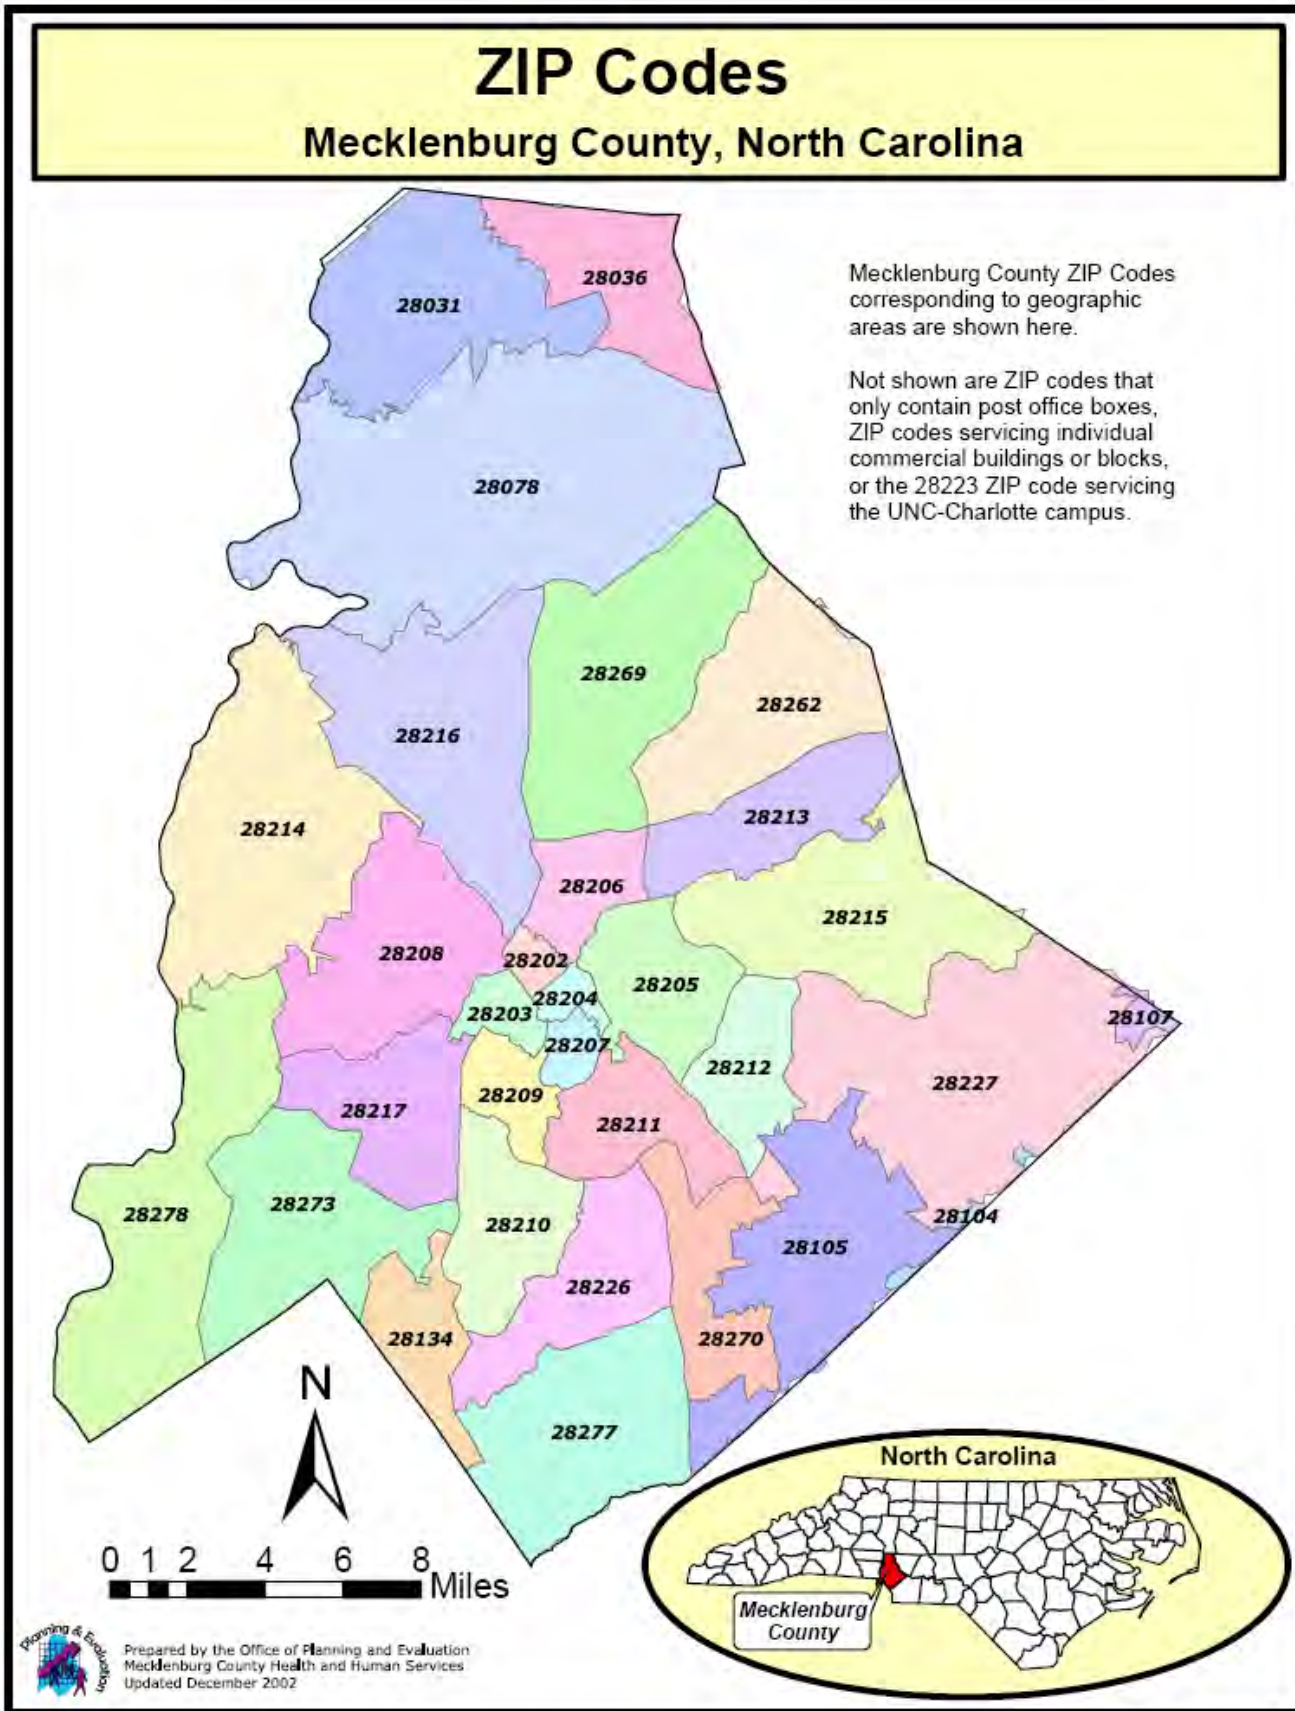 ZIP Codes
Mecklenburg County, North Carolina
Mecklenburg County ZIP Codes
corresponding to geographic
areas are shown here.
Not shown are ZIP codes that
only contain post office boxes,
ZIP codes servicing individual
commercial buildings or blocks,
or the 28223 ZIP code servicing
the UNC-Charlotte campus.
28036
28031
28078
28269
28262
28216
28213
28214
28206
28215
28208
28202
28205
28204
28203
28107
28207
28212
28227
28209
28217
28211
28273
28278
28210
28104
28105
28226
28134
28270
28277
N
0 1 2 4 6 8
Miles
North Carolina
Mecklenburg
County
Planning & Evaluation
Prepared by the Office of Planning and Evaluation
Mecklenburg County Health and Human Services
Updated December 2002